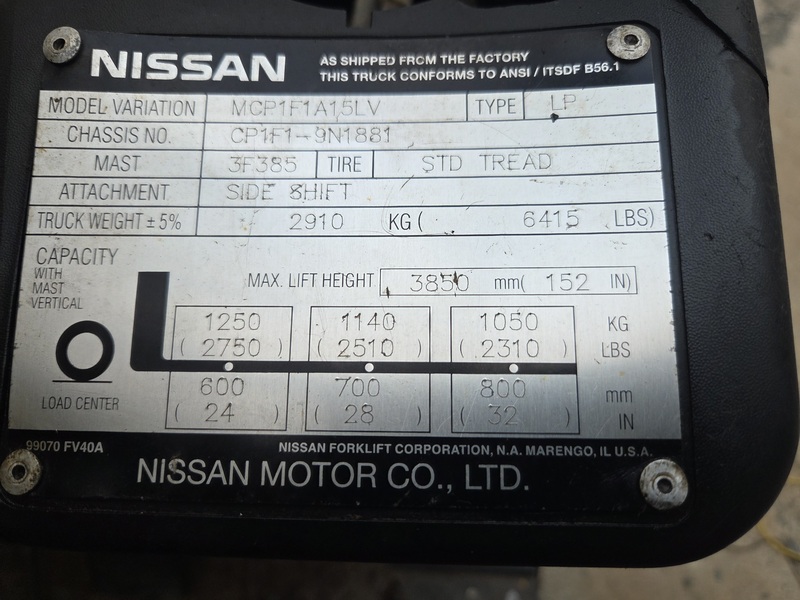 NISSAN
AS SHIPPED FROM THE FACTORY
THIS TRUCK CONFORMS TO ANSI / ITSDF B56.1
MODEL VARIATION MCP1F1A15LV TYPE LP
CHASSIS NO. CP1F1-9N1881
MAST 3F385 TIRE STD TREAD
ATTACHMENT SIDE SHIFT
TRUCK WEIGHT ± 5% 2910 KG ( 6415 LBS)
CAPACITY
WITH
MAST
VERTICAL
MAX. LIFT HEIGHT 3850 mm( 152 IN)
1250 1140 1050 KG
( 2750 ) ( 2510 ) ( 2310 ) LBS
600 700 800 mm
LOAD CENTER ( 24 ) ( 28 ) ( 32 ) IN
99070 FV40A NISSAN FORKLIFT CORPORATION, N.A. MARENGO, IL U.S.A.
NISSAN MOTOR CO., LTD.